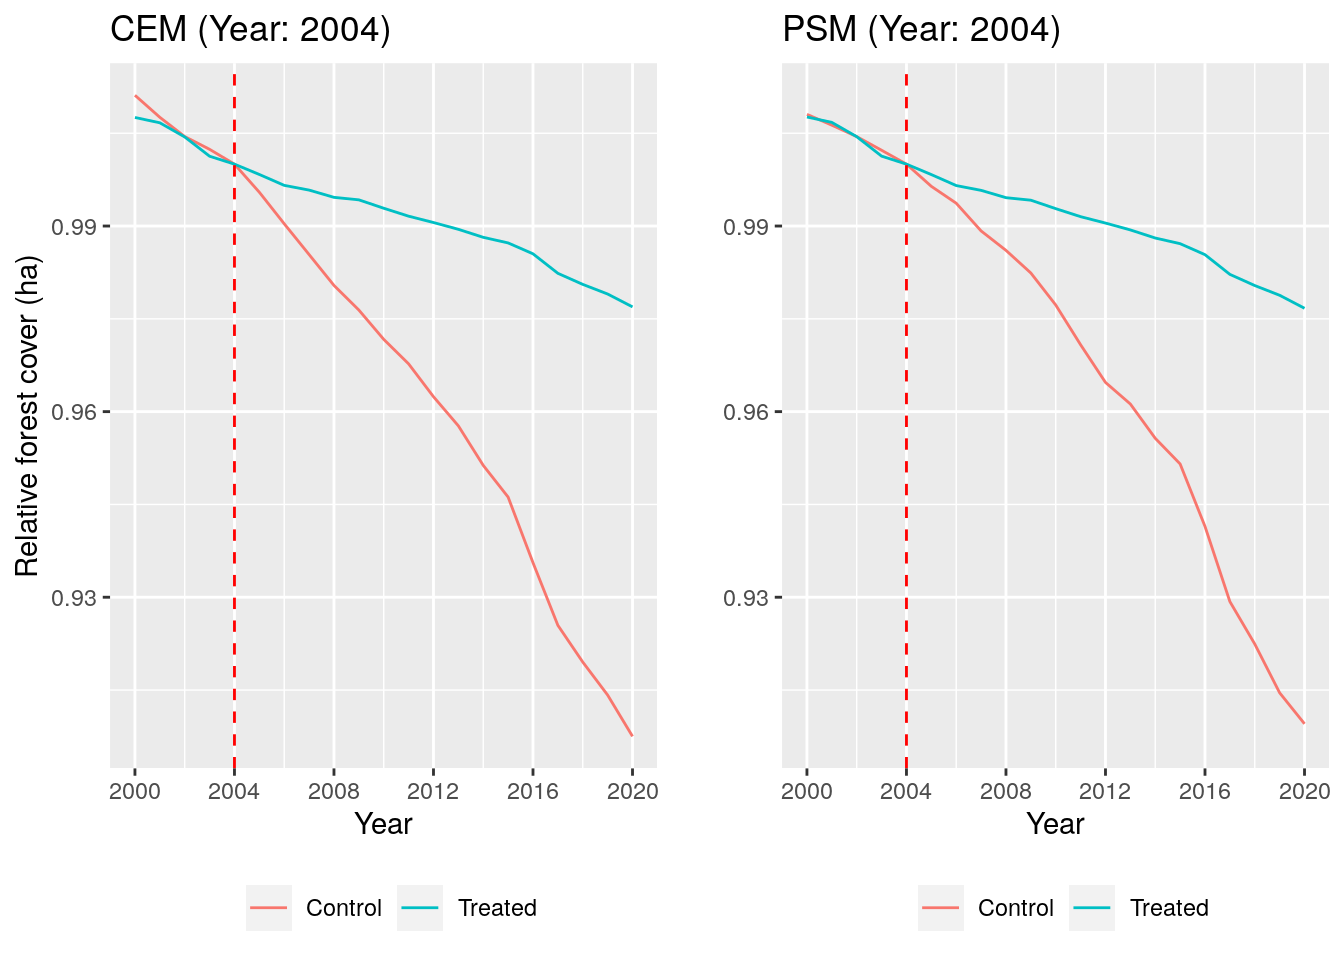 CEM (Year: 2004)
Relative forest cover (ha)
0.99
0.96
0.93
2000 2004 2008 2012 2016 2020
Year
Control Treated
PSM (Year: 2004)
0.99
0.96
0.93
2000 2004 2008 2012 2016 2020
Year
Control Treated